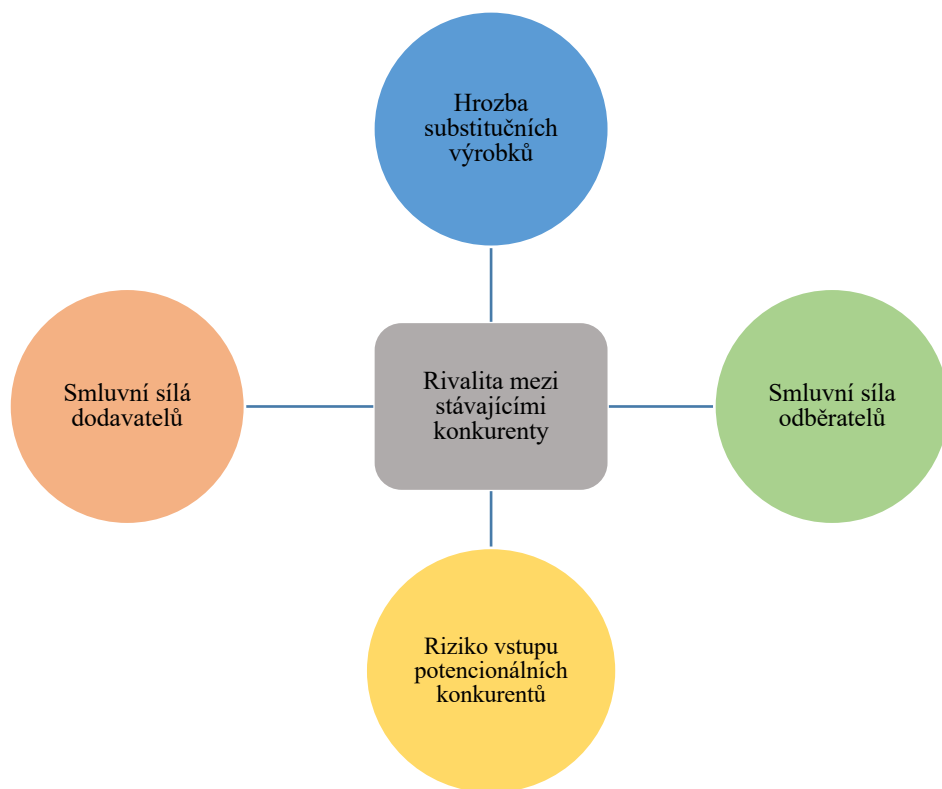 Hrozba
substitučních
výrobků
Smluvní sílá
dodavatelů
Rivalita mezi
stávajícími
konkurenty
Smluvní síla
odběratelů
Riziko vstupu
potencionálních
konkurentů